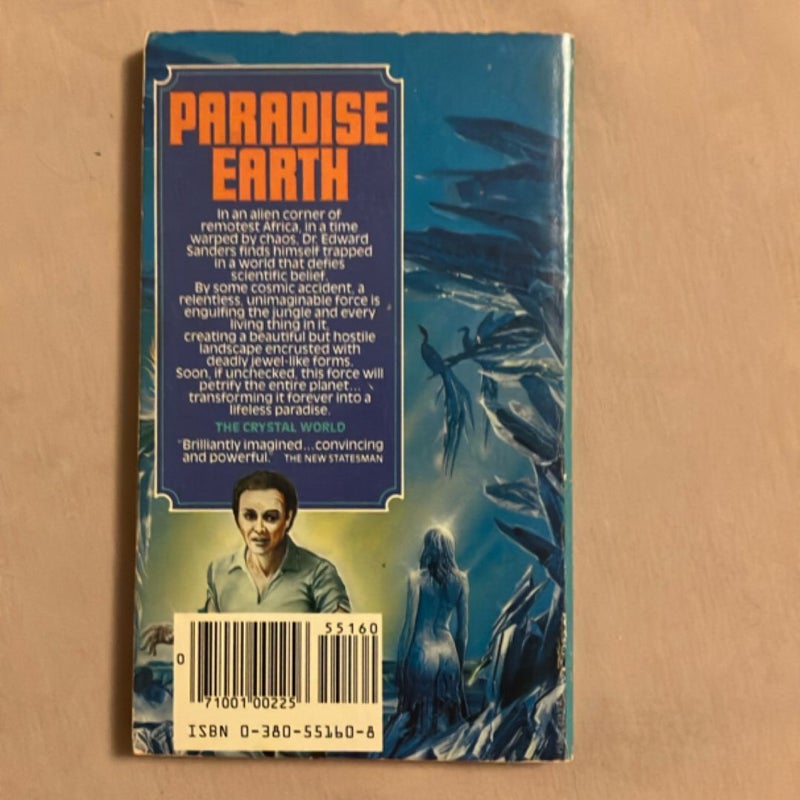 PARADISE
EARTH
In an alien corner of
remotest Africa, in a time
warped by chaos, Dr. Edward
Sanders finds himself trapped
in a world that defies
scientific belief.
By some cosmic accident, a
relentless, unimaginable force is
engulfing the jungle and every
living thing in it,
creating a beautiful but hostile
landscape encrusted with
deadly jewel-like forms.
Soon, if unchecked, this force will
petrify the entire planet...
transforming it forever into a
lifeless paradise.
THE CRYSTAL WORLD
"Brilliantly imagined...convincing
and powerful." THE NEW STATESMAN
55160
0
71001 00225
ISBN 0-380-55160-8